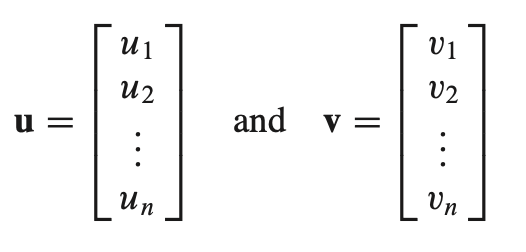 u = [ u1 u2 ⋮ un ] and v = [ v1 v2 ⋮ vn ]